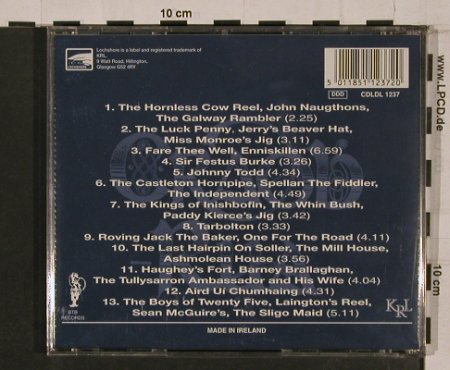 10 cm
LOCHSHORE
Lochshore is a label and registered trademark of
KRL.
9 Watt Road, Hillington,
Glasgow G52 4RY
5 011851 123720
DDD CDLDL 1237
1. The Hornless Cow Reel, John Naugthons,
The Galway Rambler (2.25)
2. The Luck Penny, Jerry's Beaver Hat,
Miss Monroe's Jig (3.11)
3. Fare Thee Well, Enniskillen (6.59)
4. Sir Festus Burke (3.26)
5. Johnny Todd (4.34)
6. The Castleton Hornpipe, Spellan The Fiddler,
The Independent (4.49)
7. The Kings of Inishbofin, The Whin Bush,
Paddy Kierce's Jig (3.42)
8. Tarbolton (3.33)
9. Roving Jack The Baker, One For The Road (4.11)
10. The Last Hairpin On Soller, The Mill House,
Ashmolean House (3.56)
11. Haughey's Fort, Barney Brallaghan,
The Tullysarron Ambassador and His Wife (4.04)
12. Aird Uí Chumhaing (4.31)
13. The Boys of Twenty Five, Laington's Reel,
Sean McGuire's, The Sligo Maid (5.11)
BTB
RECORDS
MADE IN IRELAND
KRL
www.LPCD.de
10 cm